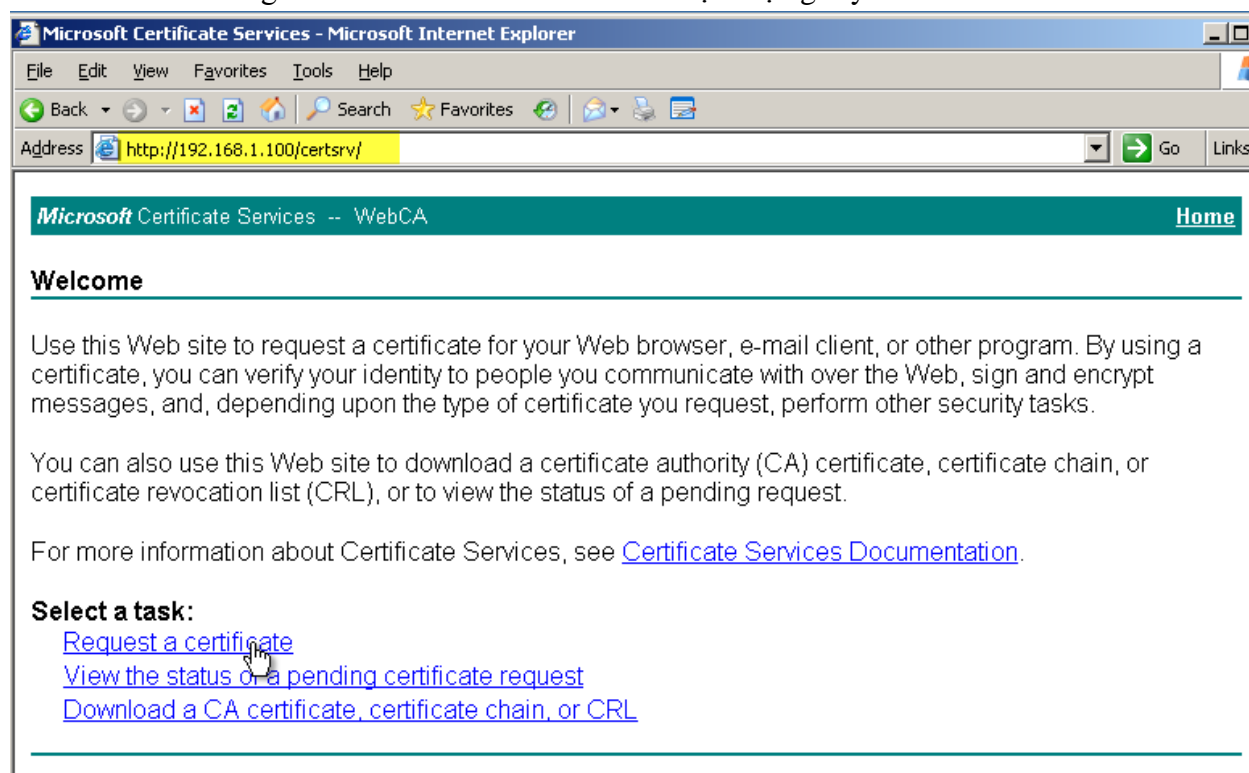 Microsoft Certificate Services - Microsoft Internet Explorer
File Edit View Favorites Tools Help
Back Search Favorites
Address http://192.168.1.100/certsrv/ Go Links
Microsoft Certificate Services -- WebCA Home
Welcome
Use this Web site to request a certificate for your Web browser, e-mail client, or other program. By using a
certificate, you can verify your identity to people you communicate with over the Web, sign and encrypt
messages, and, depending upon the type of certificate you request, perform other security tasks.
You can also use this Web site to download a certificate authority (CA) certificate, certificate chain, or
certificate revocation list (CRL), or to view the status of a pending request.
For more information about Certificate Services, see Certificate Services Documentation.
Select a task:
Request a certificate
View the status of a pending certificate request
Download a CA certificate, certificate chain, or CRL